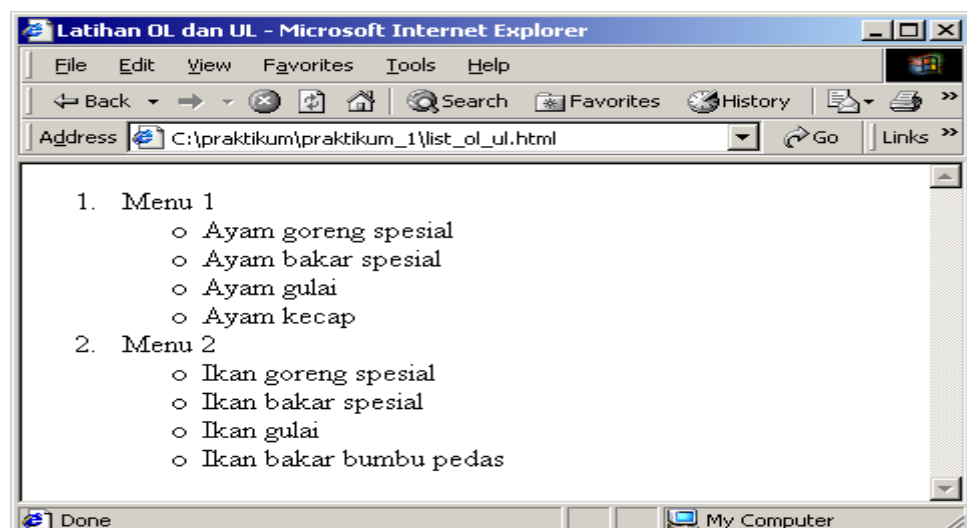 Latihan OL dan UL - Microsoft Internet Explorer
File Edit View Favorites Tools Help
Back Search Favorites History »
Address C:\praktikum\praktikum_1\list_ol_ul.html Go Links »
1. Menu 1
o Ayam goreng spesial
o Ayam bakar spesial
o Ayam gulai
o Ayam kecap
2. Menu 2
o Ikan goreng spesial
o Ikan bakar spesial
o Ikan gulai
o Ikan bakar bumbu pedas
Done My Computer